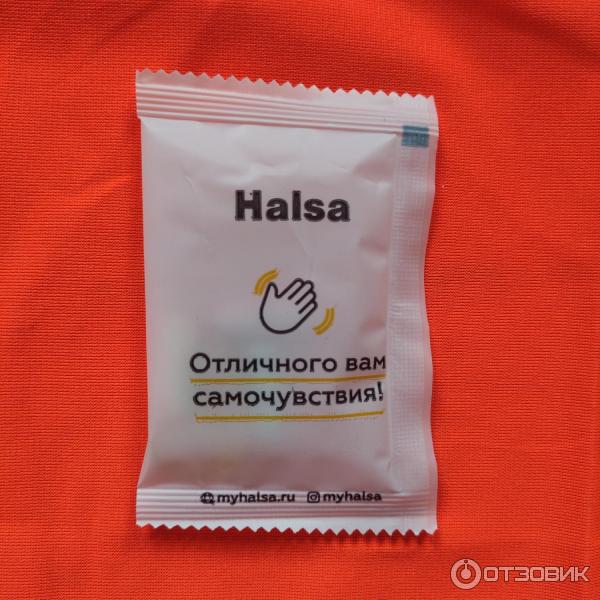 Halsa
Отличного вам
самочувствия!
myhalsa.ru myhalsa
ОТЗОВИК